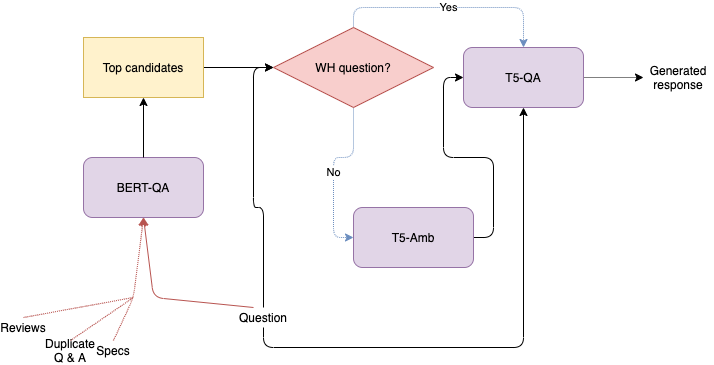 Yes
Top candidates
WH question?
T5-QA
Generated
response
No
BERT-QA
T5-Amb
Question
Reviews
Duplicate
Q & A
Specs